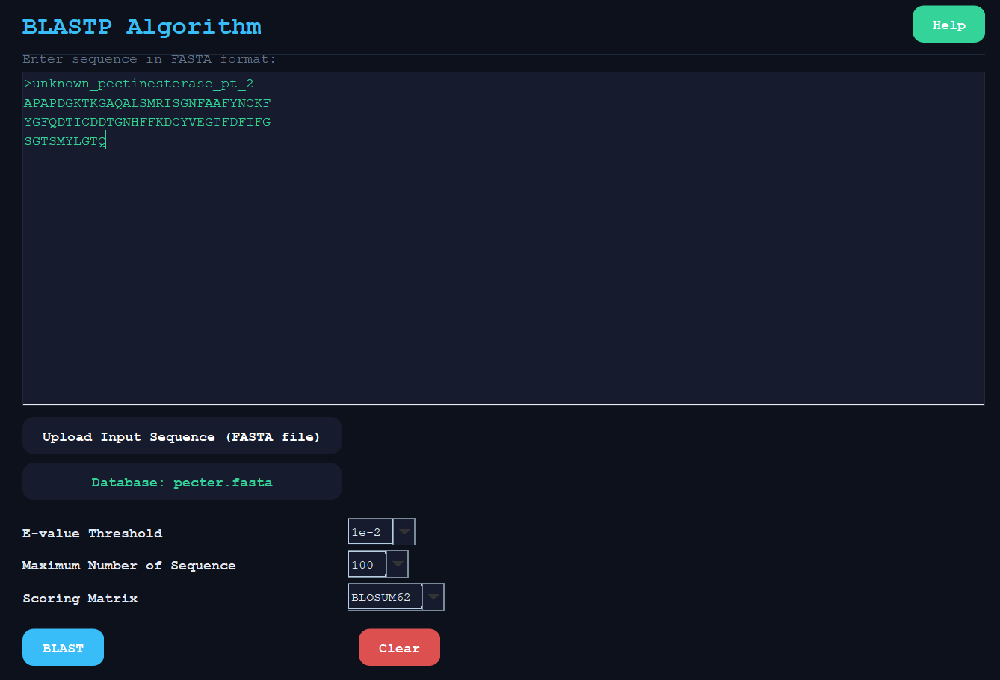 BLASTP Algorithm
Help
Enter sequence in FASTA format:
>unknown_pectinesterase_pt_2
APAPDGKTKGAQALSMRISGNFAAFYNCKF
YGFQDTICDDTGNHFFKDCYVEGTFDFIFG
SGTSMYLGTQ
Upload Input Sequence (FASTA file)
Database: pecter.fasta
E-value Threshold
1e-2
Maximum Number of Sequence
100
Scoring Matrix
BLOSUM62
BLAST
Clear